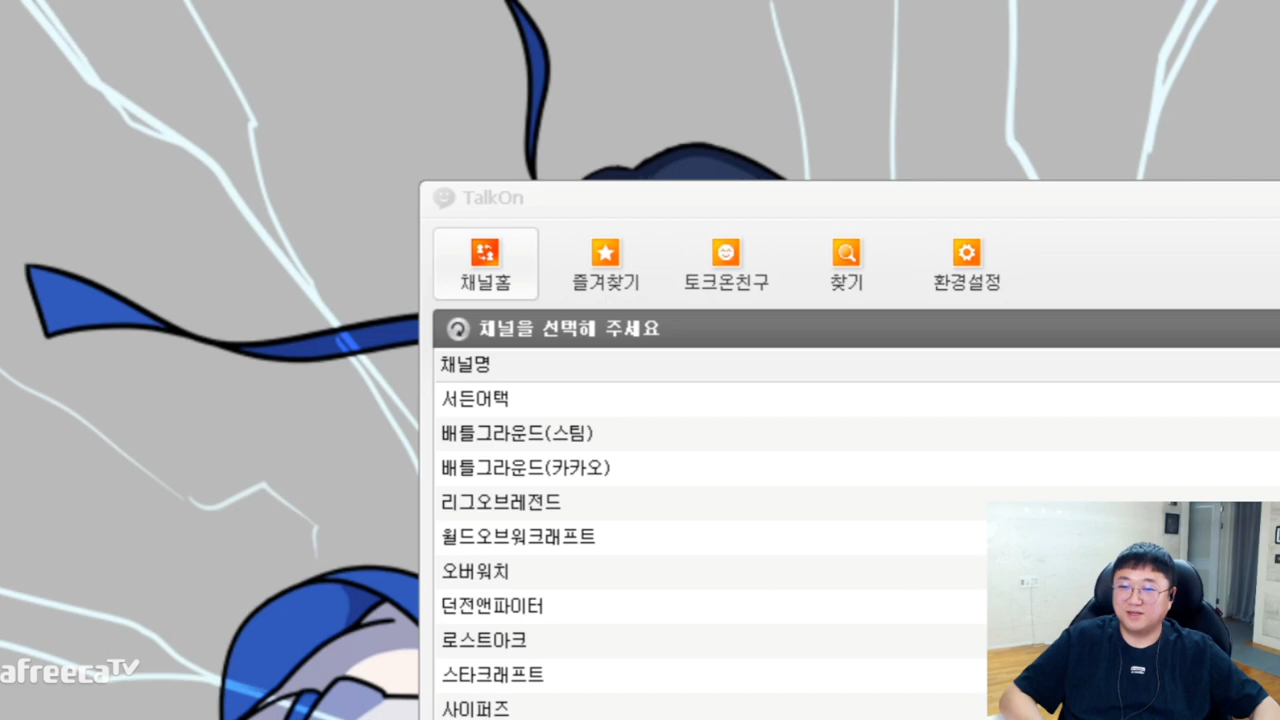 TalkOn
채널홈
즐겨찾기
토크온친구
찾기
환경설정
채널을 선택해 주세요
채널명
서든어택
배틀그라운드(스팀)
배틀그라운드(카카오)
리그오브레전드
월드오브워크래프트
오버워치
던전앤파이터
로스트아크
스타크래프트
사이퍼즈
afreecaTV